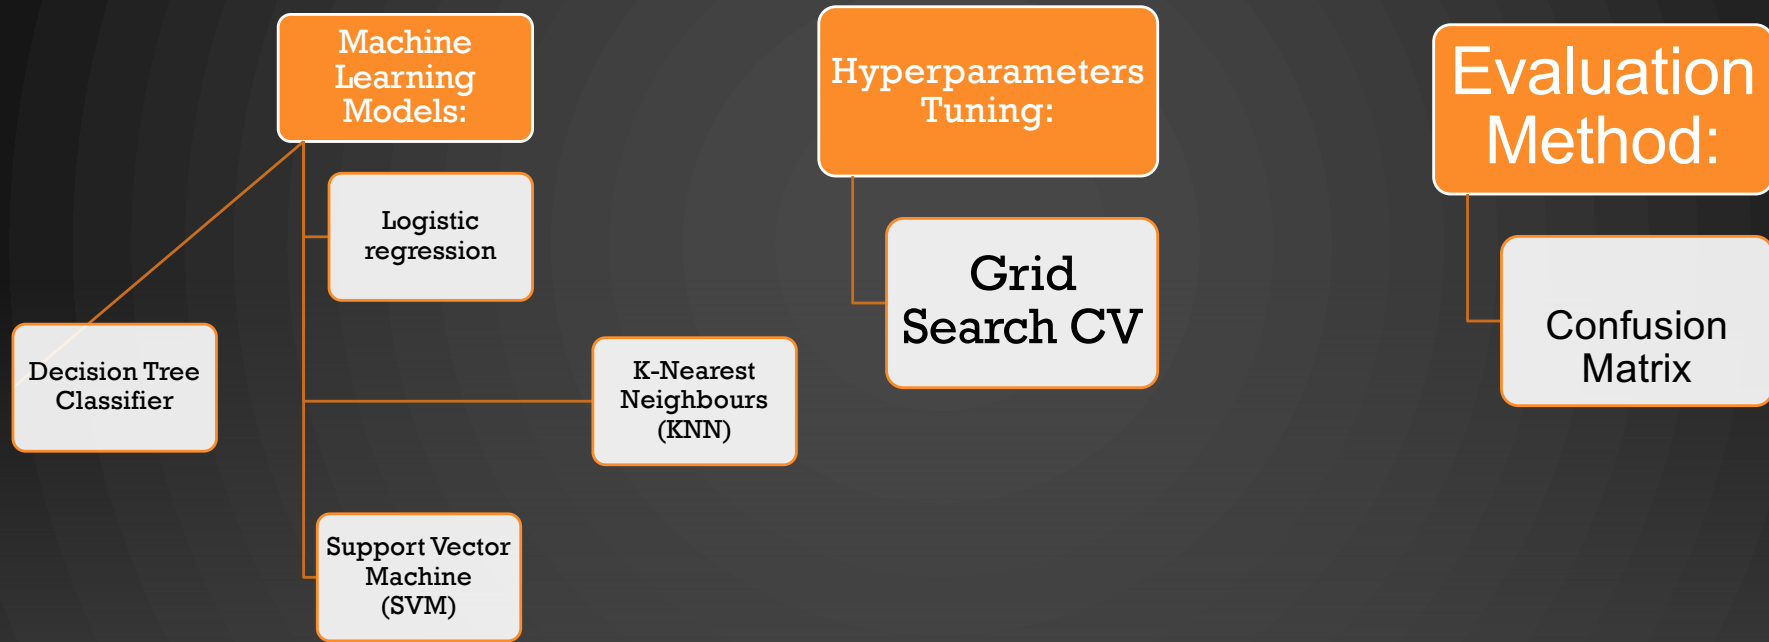 Machine
Learning
Models:
Logistic
regression
Decision Tree
Classifier
K-Nearest
Neighbours
(KNN)
Support Vector
Machine
(SVM)
Hyperparameters
Tuning:
Grid
Search CV
Evaluation
Method:
Confusion
Matrix